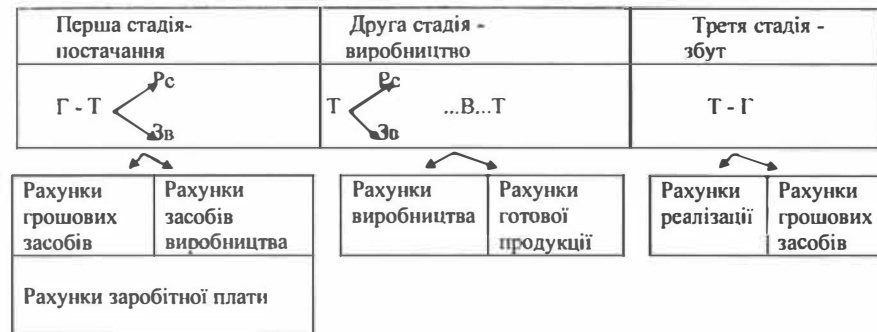 Перша стадія-
постачання
Друга стадія -
виробництво
Третя стадія -
збут
Г - Т
Рс
Зв
Т
Рс
Зв
...В...Т
Т - Г
Рахунки
грошових
засобів
Рахунки
засобів
виробництва
Рахунки заробітної плати
Рахунки
виробництва
Рахунки
готової
продукції
Рахунки
реалізації
Рахунки
грошових
засобів